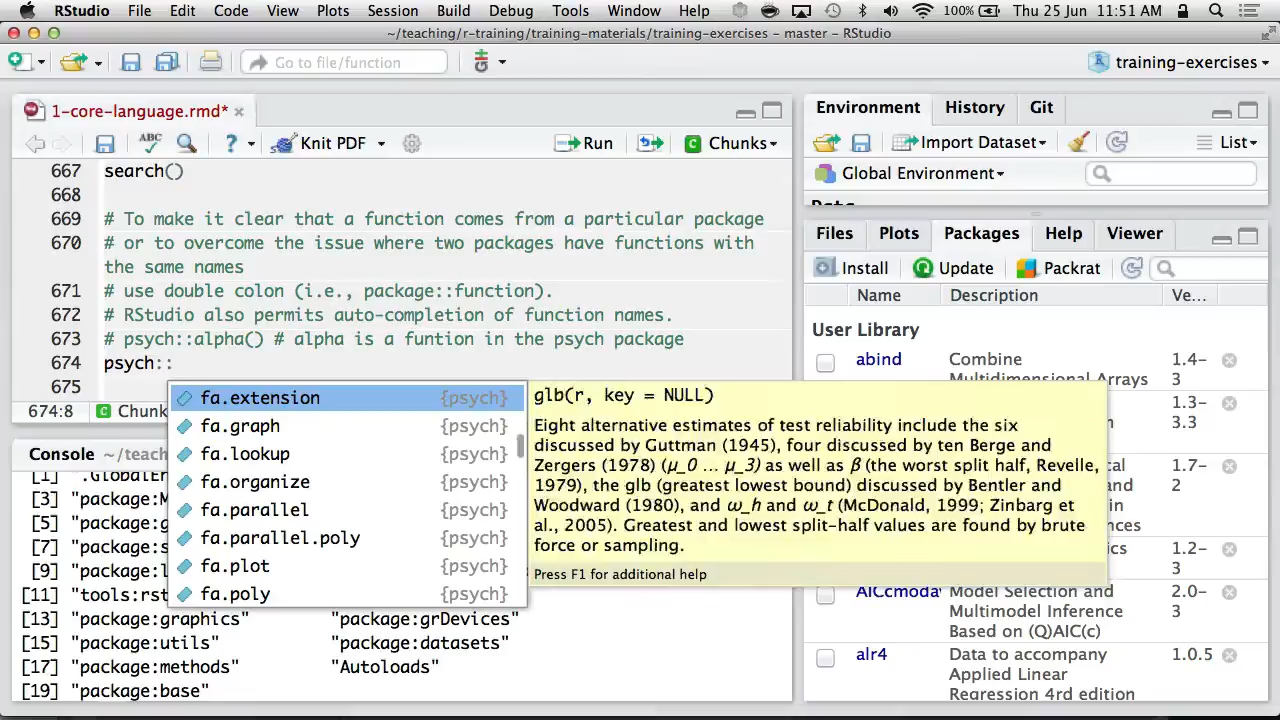 RStudio File Edit Code View Plots Session Build Debug Tools Window Help 100% Thu 25 Jun 11:51 AM
~/teaching/r-training/training-materials/training-exercises - master - RStudio
Go to file/function
training-exercises
1-core-language.rmd*
ABC ? Knit PDF Run Chunks
667 search()
668
669 # To make it clear that a function comes from a particular package
670 # or to overcome the issue where two packages have functions with
the same names
671 # use double colon (i.e., package::function).
672 # RStudio also permits auto-completion of function names.
673 # psych::alpha() # alpha is a funtion in the psych package
674 psych::
675
674:8 C Chunk
fa.extension {psych}
fa.graph {psych}
fa.lookup {psych}
fa.organize {psych}
fa.parallel {psych}
fa.parallel.poly {psych}
fa.plot {psych}
fa.poly {psych}
glb(r, key = NULL)
Eight alternative estimates of test reliability include the six
discussed by Guttman (1945), four discussed by ten Berge and
Zergers (1978) (μ_0 ... μ_3) as well as β (the worst split half, Revelle,
1979), the glb (greatest lowest bound) discussed by Bentler and
Woodward (1980), and ω_h and ω_t (McDonald, 1999; Zinbarg et
al., 2005). Greatest and lowest split-half values are found by brute
force or sampling.
Press F1 for additional help
Console ~/teach
[1] ".GlobalEn
[3] "package:M
[5] "package:g
[7] "package:s
[9] "package:l
[11] "tools:rst
[13] "package:graphics" "package:grDevices"
[15] "package:utils" "package:datasets"
[17] "package:methods" "Autoloads"
[19] "package:base"
Environment History Git
Import Dataset List
Global Environment
Data
Files Plots Packages Help Viewer
Install Update Packrat
Name Description Ve...
User Library
abind Combine 1.4-
Multidimensional Arrays 3
1.3-
3.3
1.7-
2
1.2-
3
AICcmoda Model Selection and 2.0-
Multimodel Inference 3
Based on (Q)AIC(c)
alr4 Data to accompany 1.0.5
Applied Linear
Regression 4rd edition